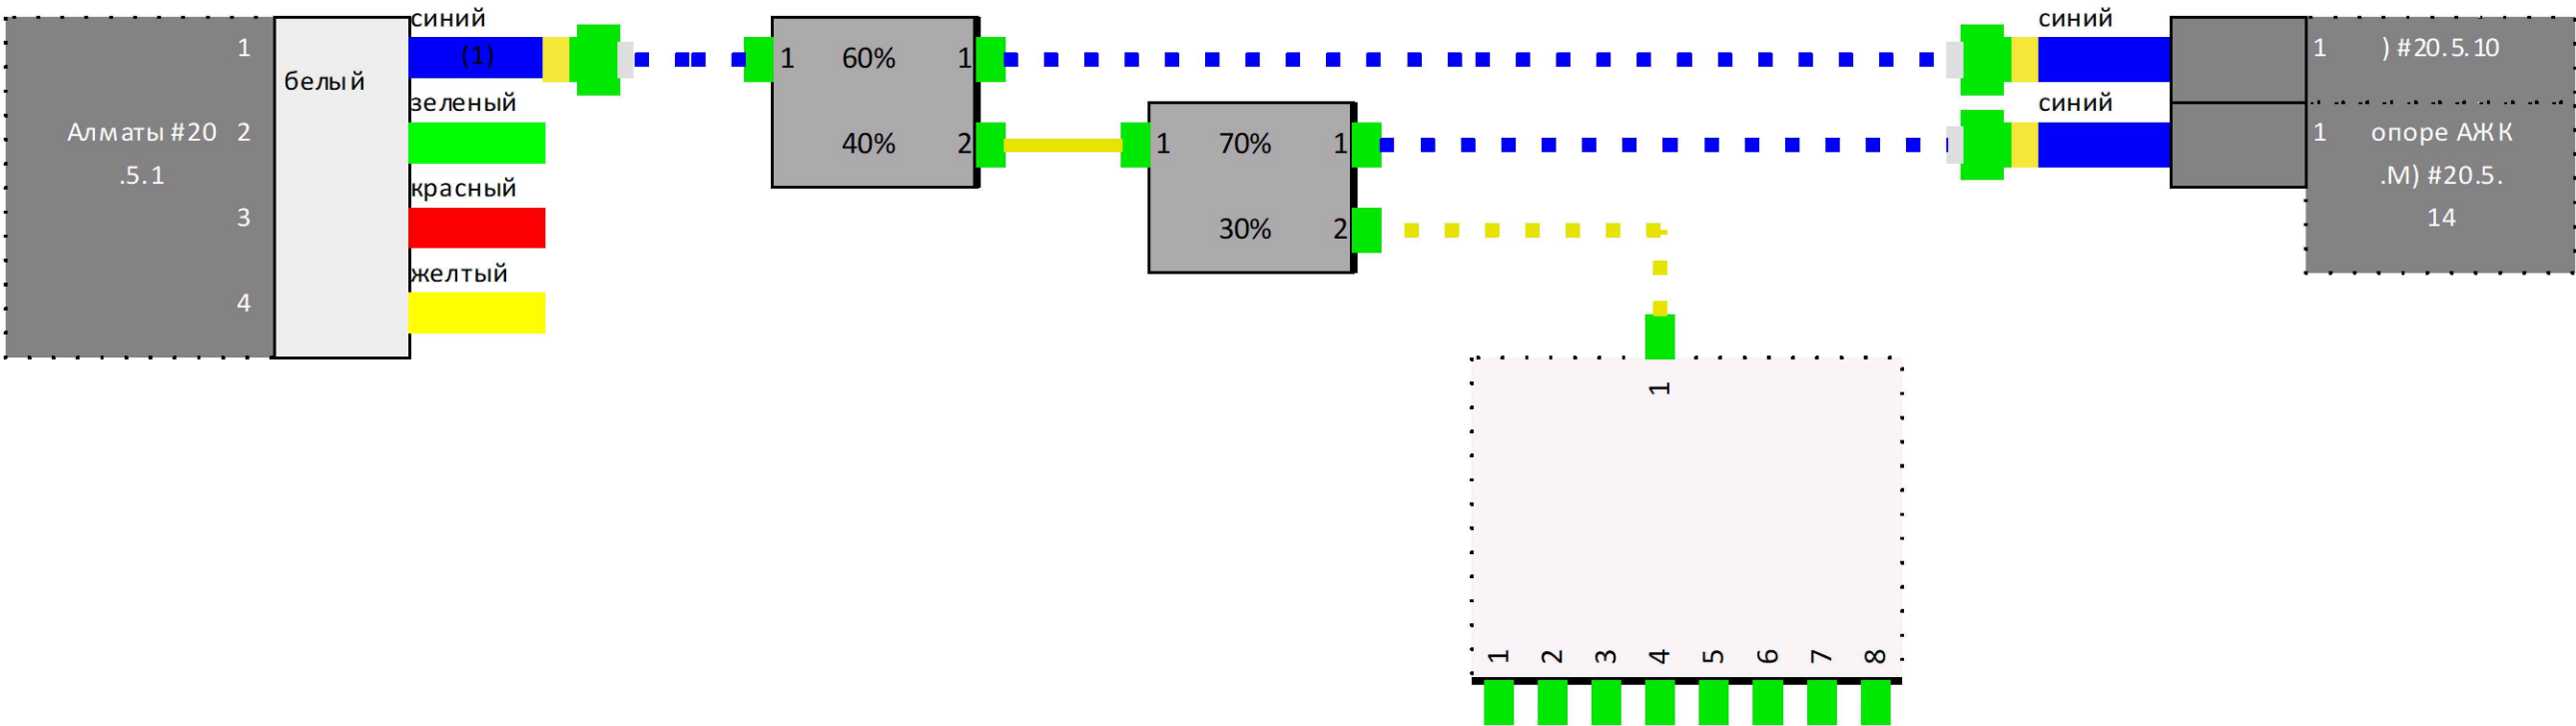 Алматы #20
.5.1
1
2
3
4
белый
синий
(1)
зеленый
красный
желтый
1 60% 1
40% 2
1 70% 1
30% 2
1
1 2 3 4 5 6 7 8
синий
синий
1 ) #20.5.10
1 опоре АЖК
.М) #20.5.
14